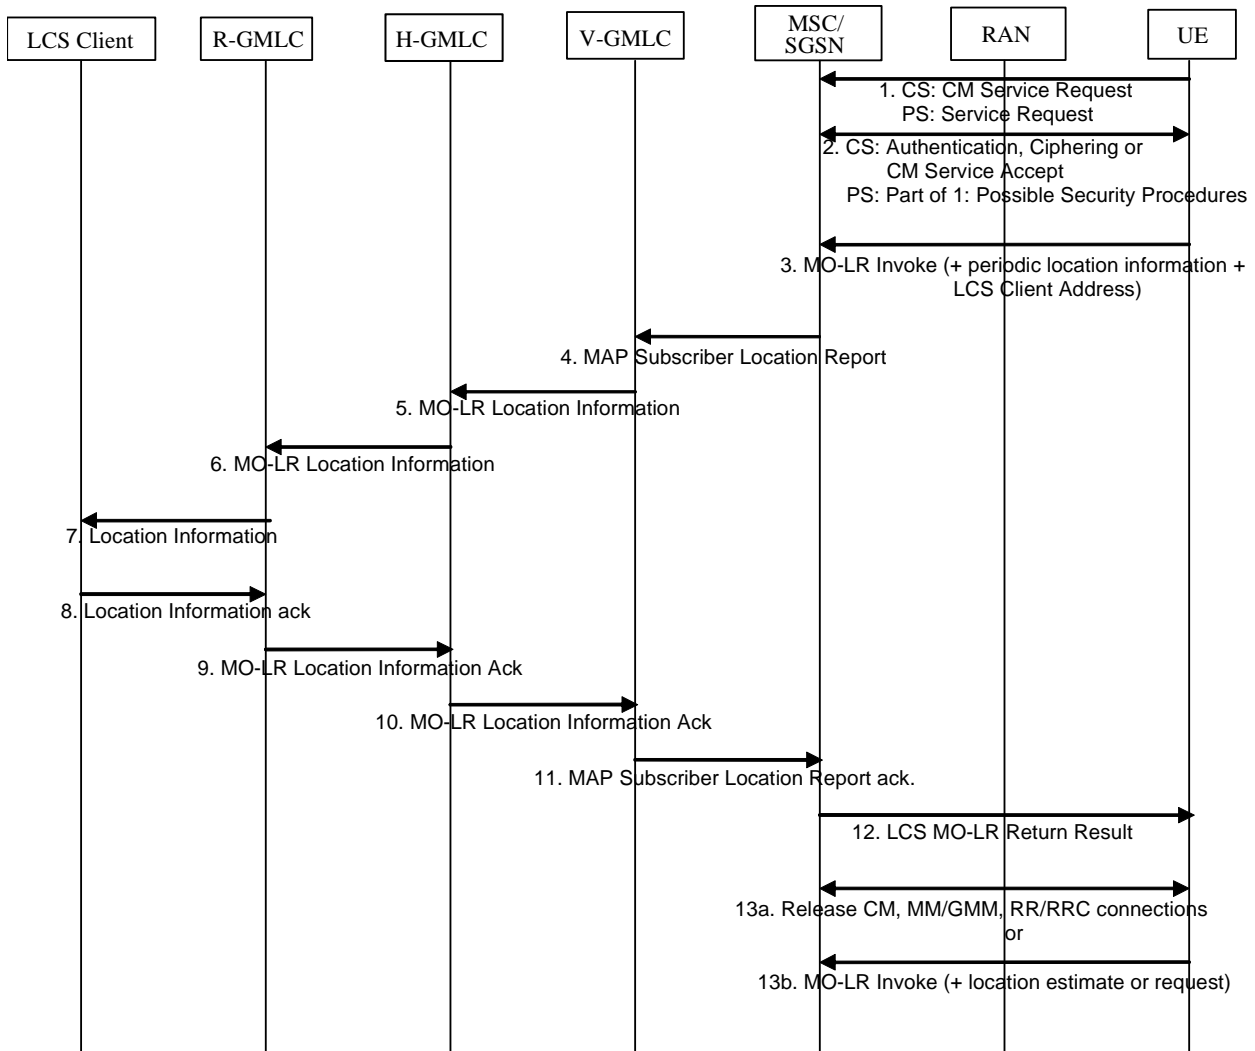 LCS Client
R-GMLC
H-GMLC
V-GMLC
MSC/
SGSN
RAN
UE
1. CS: CM Service Request
PS: Service Request
2. CS: Authentication, Ciphering or
CM Service Accept
PS: Part of 1: Possible Security Procedures
3. MO-LR Invoke (+ periodic location information +
LCS Client Address)
4. MAP Subscriber Location Report
5. MO-LR Location Information
6. MO-LR Location Information
7. Location Information
8. Location Information ack
9. MO-LR Location Information Ack
10. MO-LR Location Information Ack
11. MAP Subscriber Location Report ack.
12. LCS MO-LR Return Result
13a. Release CM, MM/GMM, RR/RRC connections
or
13b. MO-LR Invoke (+ location estimate or request)